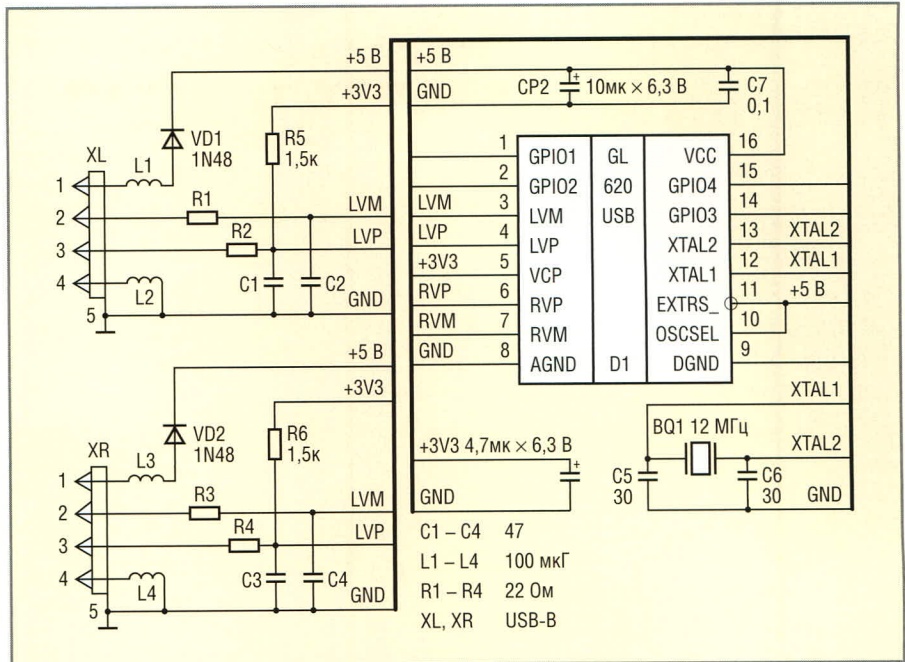 +5 В
+3V3
VD1
1N48
R5
1,5к
XL
L1
1
R1
2
LVM
R2
3
LVP
4
L2
C1
C2
GND
5
+5 В
+3V3
VD2
1N48
R6
1,5к
XR
L3
1
R3
2
LVM
R4
3
LVP
4
L4
C3
C4
GND
5
+5 В
GND
CP2
+
10мк × 6,3 В
C7
0,1
1
GPIO1
GL
VCC
16
2
GPIO2
620
GPIO4
15
LVM
3
LVM
USB
GPIO3
14
LVP
4
LVP
XTAL2
13
XTAL2
+3V3
5
VCP
XTAL1
12
XTAL1
RVP
6
RVP
EXTRS_
11
+5 В
RVM
7
RVM
OSCSEL
10
GND
8
AGND
D1
DGND
9
+3V3 4,7мк × 6,3 В
+
GND
XTAL1
BQ1 12 МГц
XTAL2
C5
30
C6
30
GND
C1 – C4 47
L1 – L4 100 мкГ
R1 – R4 22 Ом
XL, XR USB-B